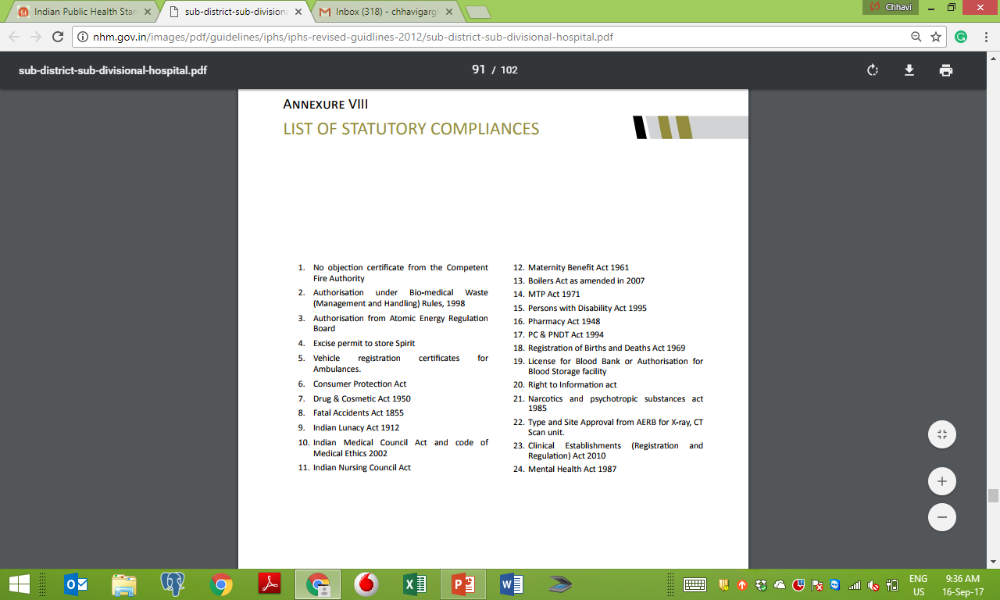 Indian Public Health Stan
sub-district-sub-divisiona
Inbox (318) - chhavigarg
Chhavi
nhm.gov.in/images/pdf/guidelines/iphs/iphs-revised-guidlines-2012/sub-district-sub-divisional-hospital.pdf
sub-district-sub-divisional-hospital.pdf
91 / 102
ANNEXURE VIII
LIST OF STATUTORY COMPLIANCES
1. No objection certificate from the Competent
Fire Authority
2. Authorisation under Bio-medical Waste
(Management and Handling) Rules, 1998
3. Authorisation from Atomic Energy Regulation
Board
4. Excise permit to store Spirit
5. Vehicle registration certificates for
Ambulances.
6. Consumer Protection Act
7. Drug & Cosmetic Act 1950
8. Fatal Accidents Act 1855
9. Indian Lunacy Act 1912
10. Indian Medical Council Act and code of
Medical Ethics 2002
11. Indian Nursing Council Act
12. Maternity Benefit Act 1961
13. Boilers Act as amended in 2007
14. MTP Act 1971
15. Persons with Disability Act 1995
16. Pharmacy Act 1948
17. PC & PNDT Act 1994
18. Registration of Births and Deaths Act 1969
19. License for Blood Bank or Authorisation for
Blood Storage facility
20. Right to Information act
21. Narcotics and psychotropic substances act
1985
22. Type and Site Approval from AERB for X-ray, CT
Scan unit.
23. Clinical Establishments (Registration and
Regulation) Act 2010
24. Mental Health Act 1987
ENG
US
9:36 AM
16-Sep-17